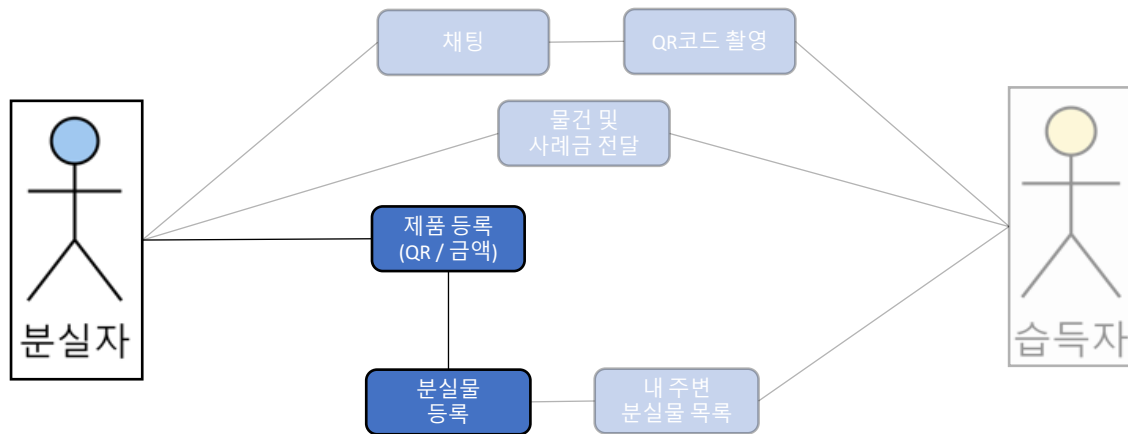 채팅
QR코드 촬영
물건 및
사례금 전달
제품 등록
(QR / 금액)
분실자
습득자
분실물
등록
내 주변
분실물 목록